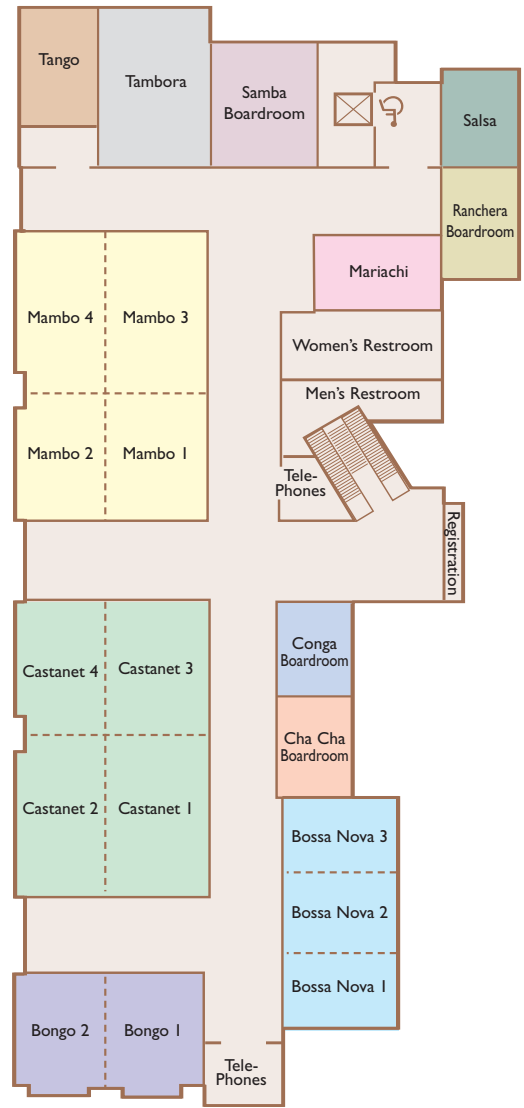 Tango
Tambora
Samba
Boardroom
Salsa
Ranchera
Boardroom
Mariachi
Mambo 4
Mambo 3
Women's Restroom
Men's Restroom
Mambo 2
Mambo 1
Tele-
Phones
Registration
Castanet 4
Castanet 3
Conga
Boardroom
Cha Cha
Boardroom
Castanet 2
Castanet 1
Bossa Nova 3
Bossa Nova 2
Bossa Nova 1
Bongo 2
Bongo 1
Tele-
Phones